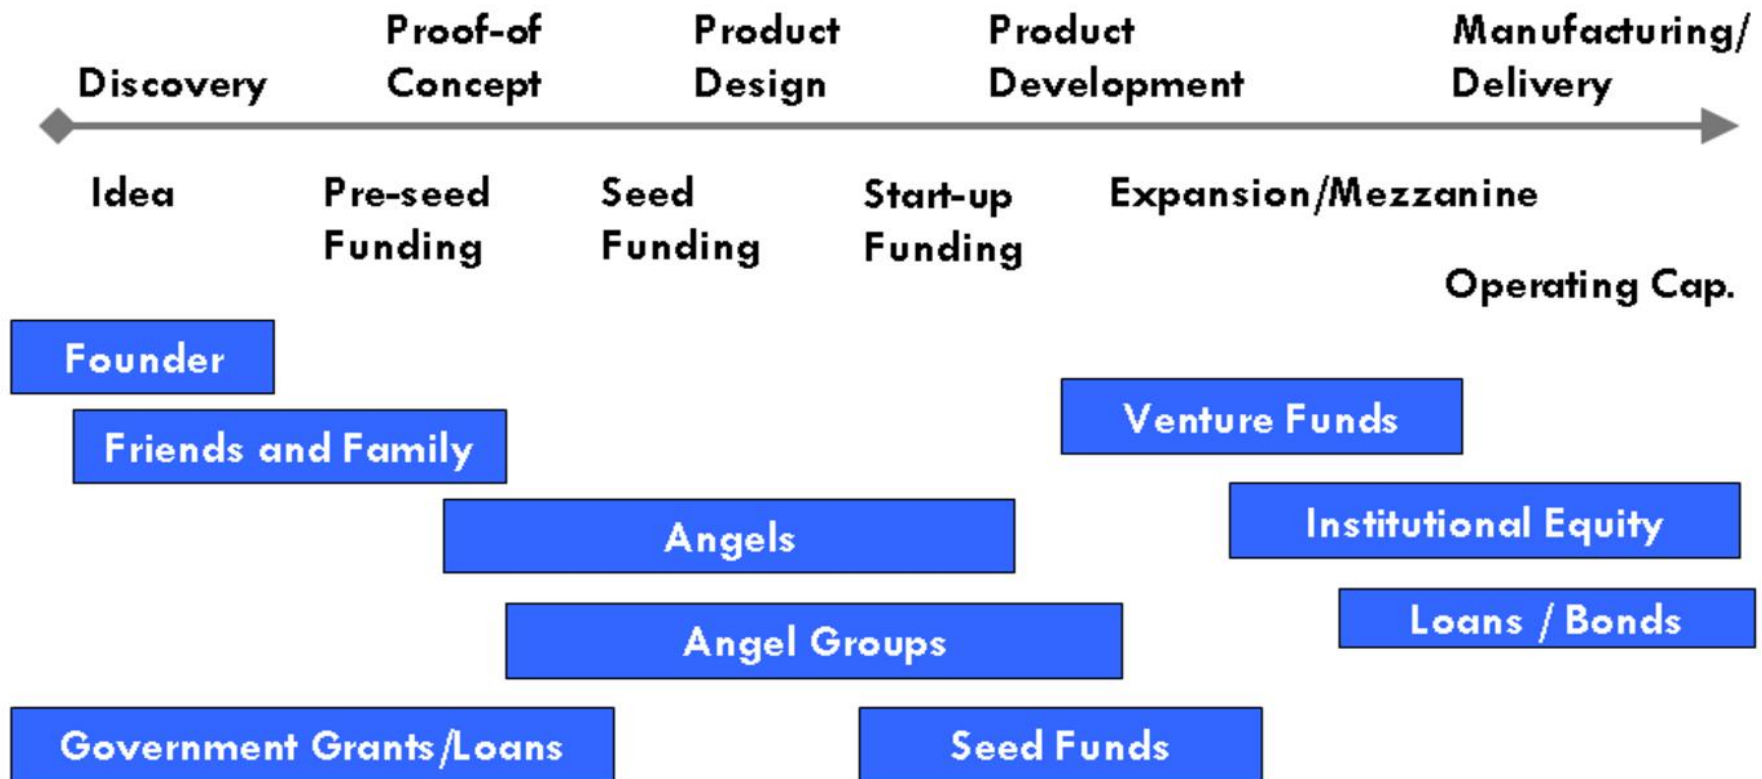 Discovery
Proof-of
Concept
Product
Design
Product
Development
Manufacturing/
Delivery
Idea
Pre-seed
Funding
Seed
Funding
Start-up
Funding
Expansion/Mezzanine
Operating Cap.
Founder
Friends and Family
Venture Funds
Angels
Institutional Equity
Angel Groups
Loans / Bonds
Government Grants/Loans
Seed Funds